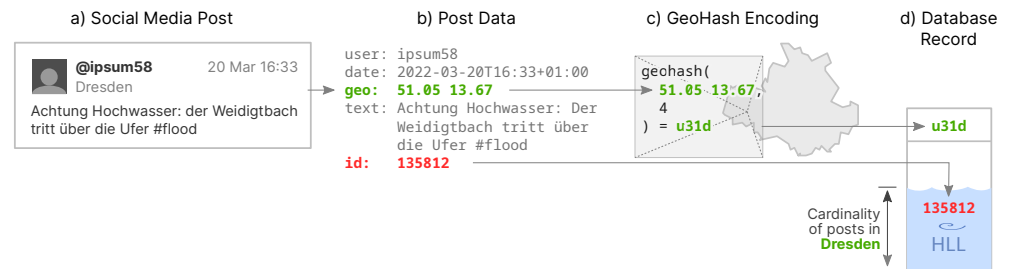 a) Social Media Post
@ipsum58
20 Mar 16:33
Dresden
Achtung Hochwasser: der Weidigtbach
tritt über die Ufer #flood
b) Post Data
user: ipsum58
date: 2022-03-20T16:33+01:00
geo: 51.05 13.67
text: Achtung Hochwasser: Der
Weidigtbach tritt über
die Ufer #flood
id: 135812
c) GeoHash Encoding
geohash(
51.05 13.67,
4
) = u31d
d) Database
Record
u31d
135812
HLL
Cardinality
of posts in
Dresden